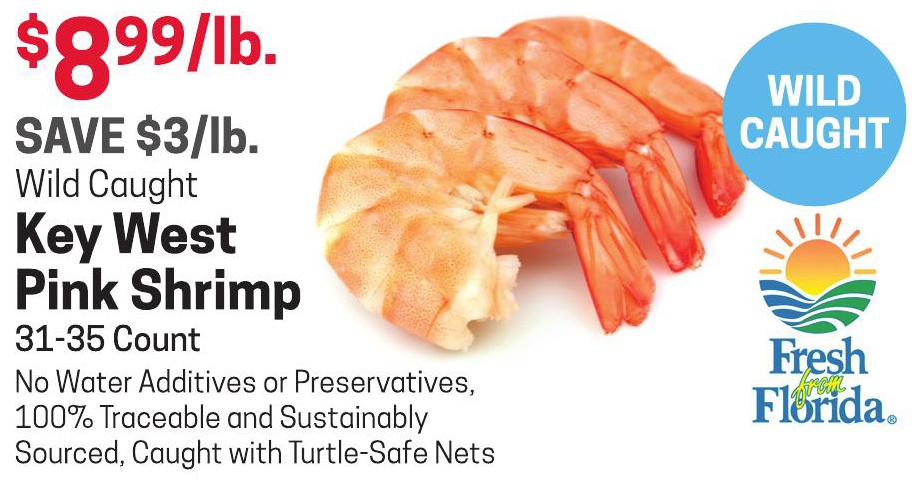 $8.99/lb.
SAVE $3/lb.
Wild Caught
Key West
Pink Shrimp
31-35 Count
No Water Additives or Preservatives,
100% Traceable and Sustainably
Sourced, Caught with Turtle-Safe Nets
WILD
CAUGHT
Fresh
from
Florida®